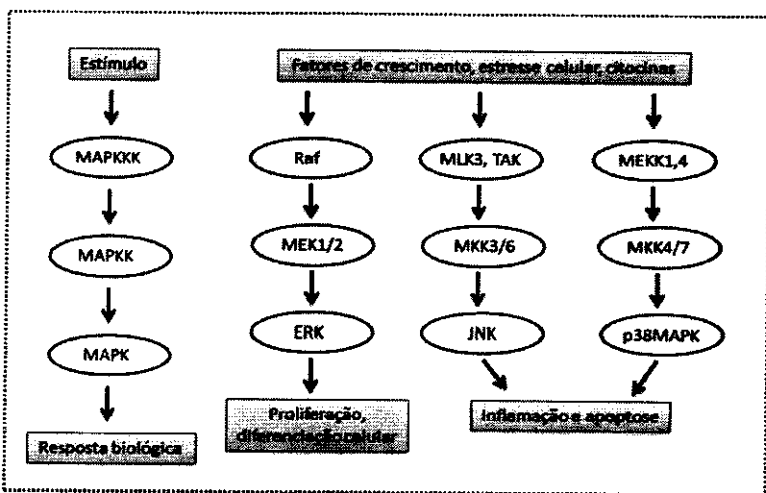 Estímulo
Fatores de crescimento, estresse celular, citocinas
MAPKKK
Raf
MLK3, TAK
MEKK1,4
MAPKK
MEK1/2
MKK3/6
MKK4/7
MAPK
ERK
JNK
p38MAPK
Resposta biológica
Proliferação,
diferenciação celular
Inflamação e apoptose